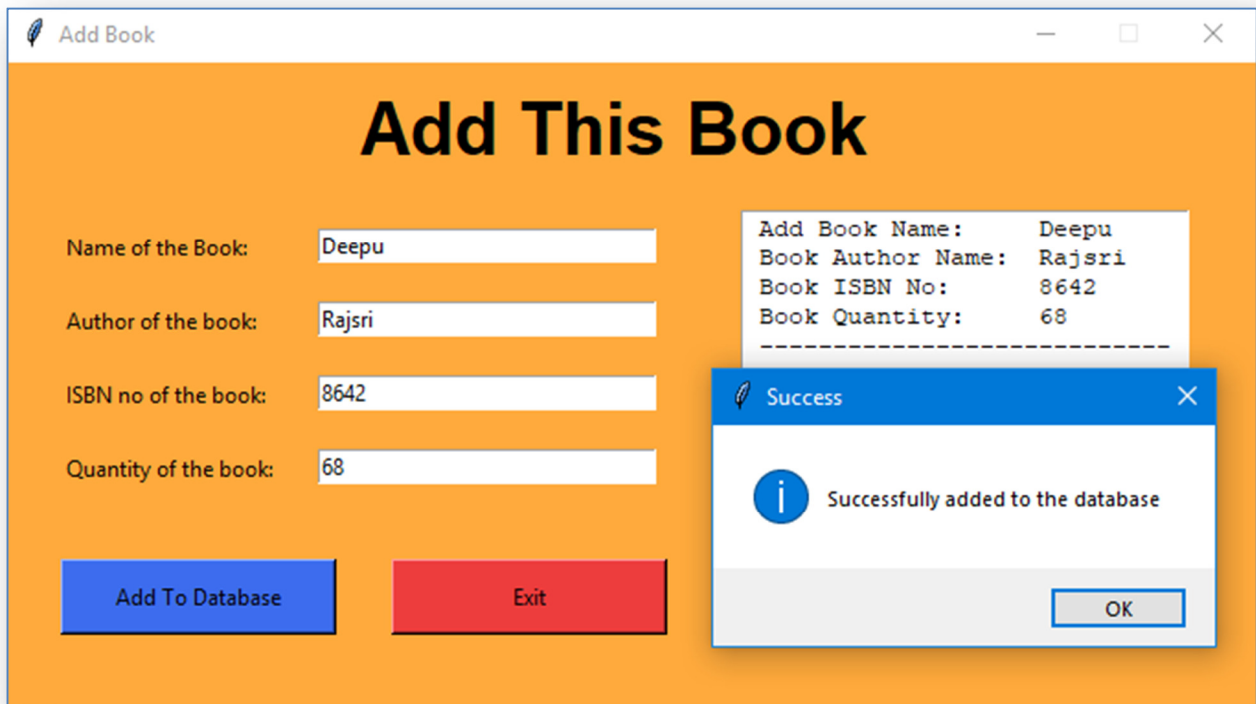 Add Book
Add This Book
Name of the Book: Deepu
Author of the book: Rajsri
ISBN no of the book: 8642
Quantity of the book: 68
Add To Database Exit
Add Book Name: Deepu
Book Author Name: Rajsri
Book ISBN No: 8642
Book Quantity: 68
----------------------------
Success
Successfully added to the database
OK